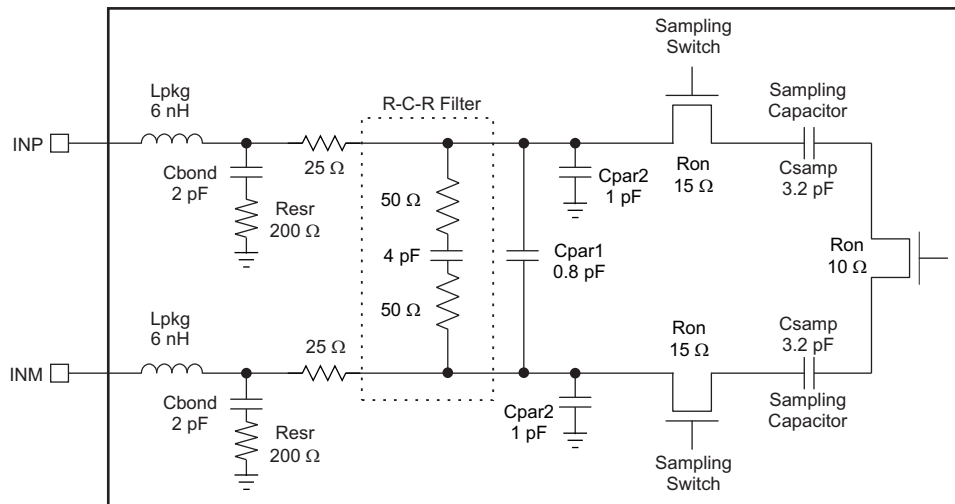 Sampling
Switch
Lpkg
6 nH
R-C-R Filter
Sampling
Capacitor
INP
25 Ω
Cbond
2 pF
Resr
200 Ω
50 Ω
4 pF
50 Ω
Cpar1
0.8 pF
Cpar2
1 pF
Ron
15 Ω
Csamp
3.2 pF
Ron
10 Ω
Lpkg
6 nH
25 Ω
Ron
15 Ω
Csamp
3.2 pF
INM
Cbond
2 pF
Resr
200 Ω
Cpar2
1 pF
Sampling
Capacitor
Sampling
Switch